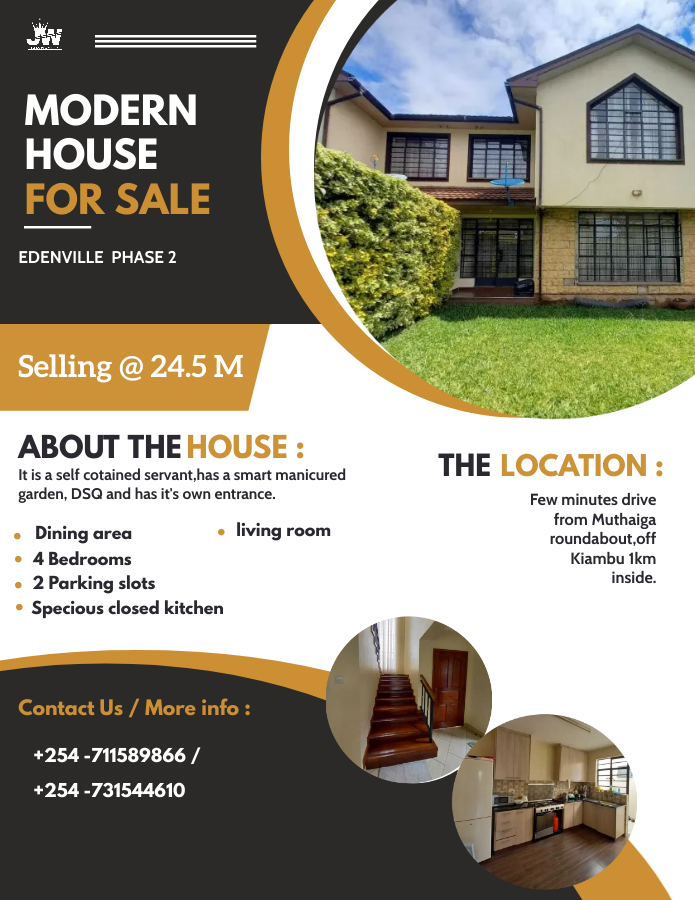 JW
MODERN
HOUSE
FOR SALE
EDENVILLE PHASE 2
Selling @ 24.5 M
ABOUT THE HOUSE :
It is a self cotained servant,has a smart manicured
garden, DSQ and has it's own entrance.
Dining area
4 Bedrooms
2 Parking slots
Specious closed kitchen
living room
THE LOCATION :
Few minutes drive
from Muthaiga
roundabout,off
Kiambu 1km
inside.
Contact Us / More info :
+254 -711589866 /
+254 -731544610